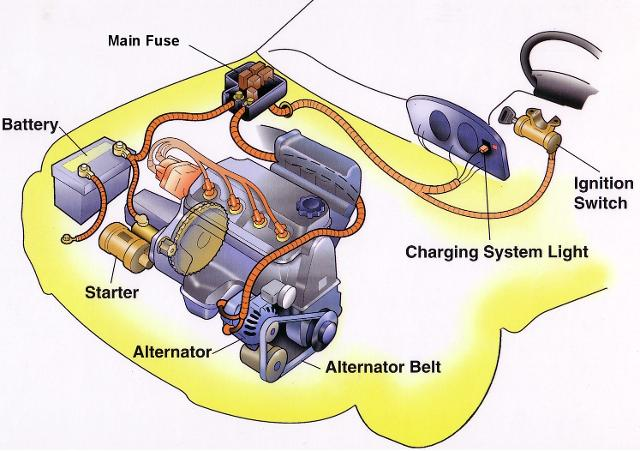 Main Fuse
Battery
Ignition
Switch
Charging System Light
Starter
Alternator
Alternator Belt